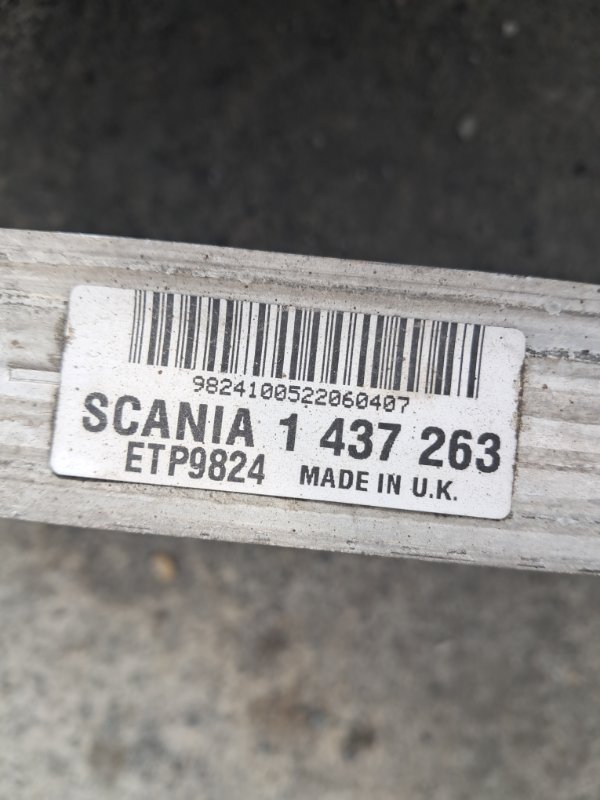 9824100522060407
SCANIA 1 437 263
ETP9824 MADE IN U.K.